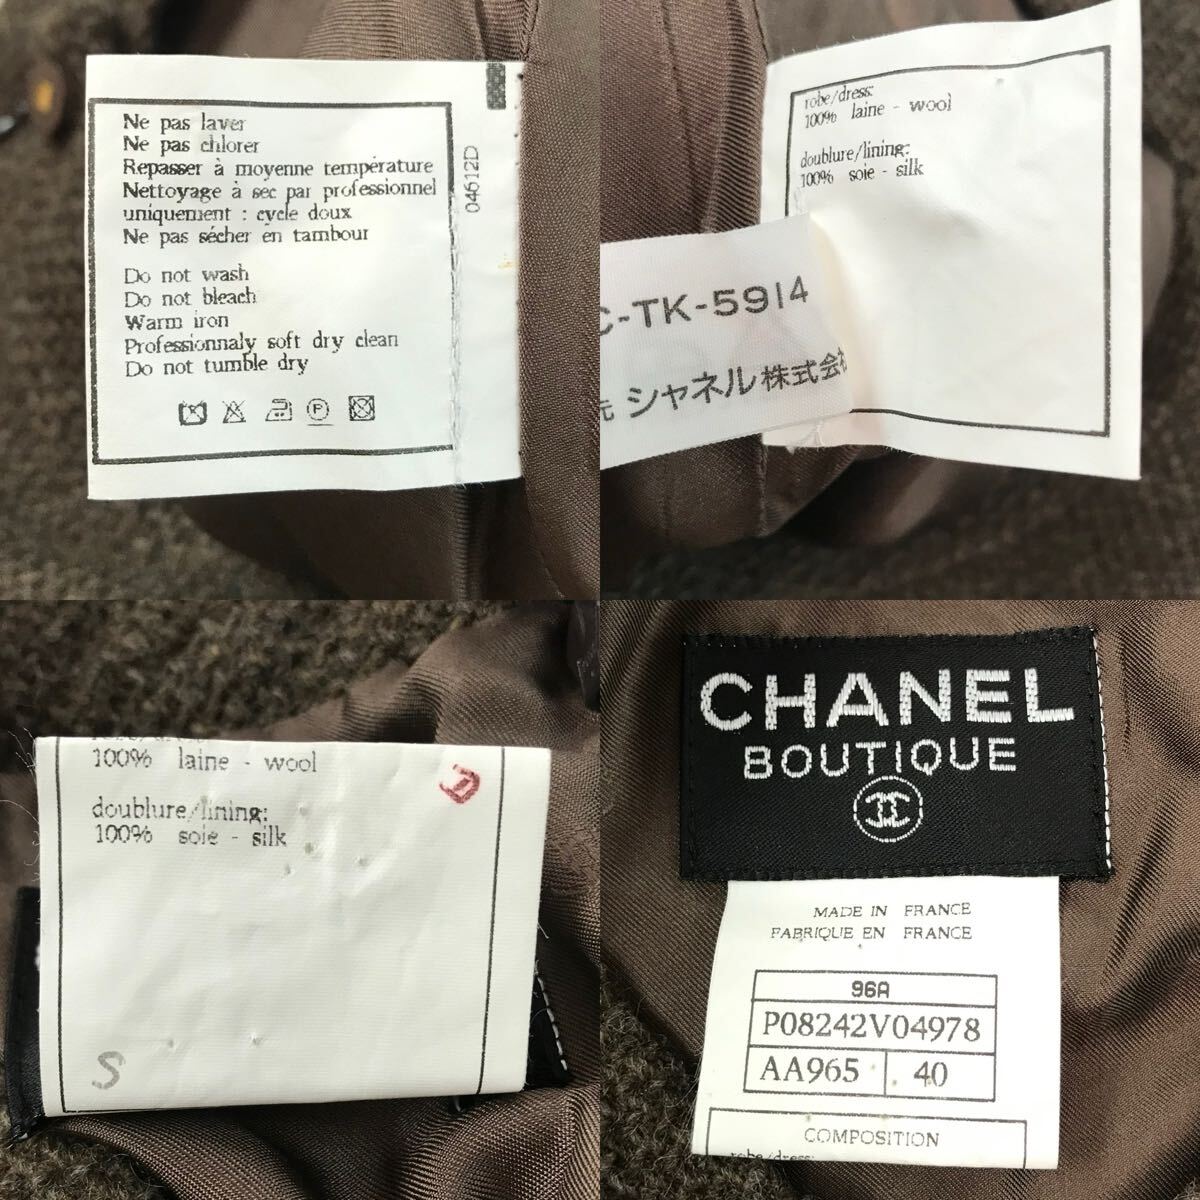 Ne pas laver
Ne pas chlorer
Repasser à moyenne température
Nettoyage à sec par professionnel
uniquement : cycle doux
Ne pas sécher en tambour
Do not wash
Do not bleach
Warm iron
Professionnaly soft dry clean
Do not tumble dry
P
04612D
robe/dress:
100% laine - wool
doublure/lining:
100% soie - silk
C-TK-5914
元 シャネル株式会社
100% laine - wool
doublure/lining:
100% soie - silk
S
CHANEL
BOUTIQUE
MADE IN FRANCE
FABRIQUE EN FRANCE
96A
P08242V04978
AA965 40
COMPOSITION
robe/dress: